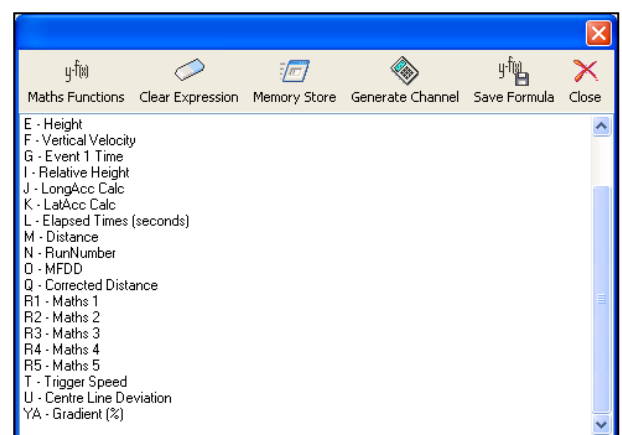 y-f(x)
y-f(x)
Maths Functions Clear Expression Memory Store Generate Channel Save Formula Close
E - Height
F - Vertical Velocity
G - Event 1 Time
I - Relative Height
J - LongAcc Calc
K - LatAcc Calc
L - Elapsed Times (seconds)
M - Distance
N - RunNumber
O - MFDD
Q - Corrected Distance
R1 - Maths 1
R2 - Maths 2
R3 - Maths 3
R4 - Maths 4
R5 - Maths 5
T - Trigger Speed
U - Centre Line Deviation
YA - Gradient (%)